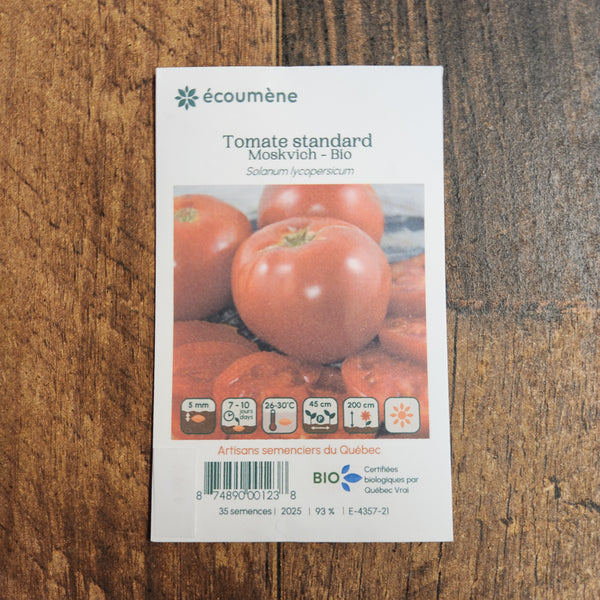 écoumène
Tomate standard
Moskvich - Bio
Solanum lycopersicum
5 mm
7 - 10
jours
days
26-30°C
45 cm
P
200 cm
Artisans semenciers du Québec
8 74890 00123 8
BIO
Certifiées
biologiques par
Québec Vrai
35 semences | 2025 | 93 % | E-4357-21